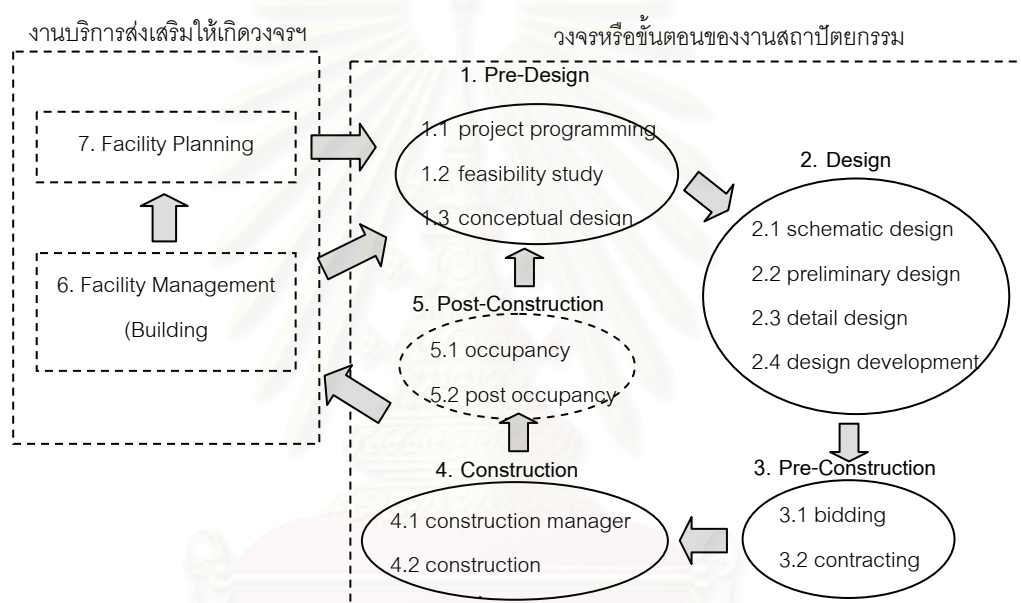 งานบริการส่งเสริมให้เกิดวงจรฯ
วงจรหรือขั้นตอนของงานสถาปัตยกรรม
1. Pre-Design
1.1 project programming
1.2 feasibility study
1.3 conceptual design
7. Facility Planning
2. Design
2.1 schematic design
2.2 preliminary design
2.3 detail design
2.4 design development
6. Facility Management
(Building
5. Post-Construction
5.1 occupancy
5.2 post occupancy
4. Construction
4.1 construction manager
4.2 construction
3. Pre-Construction
3.1 bidding
3.2 contracting